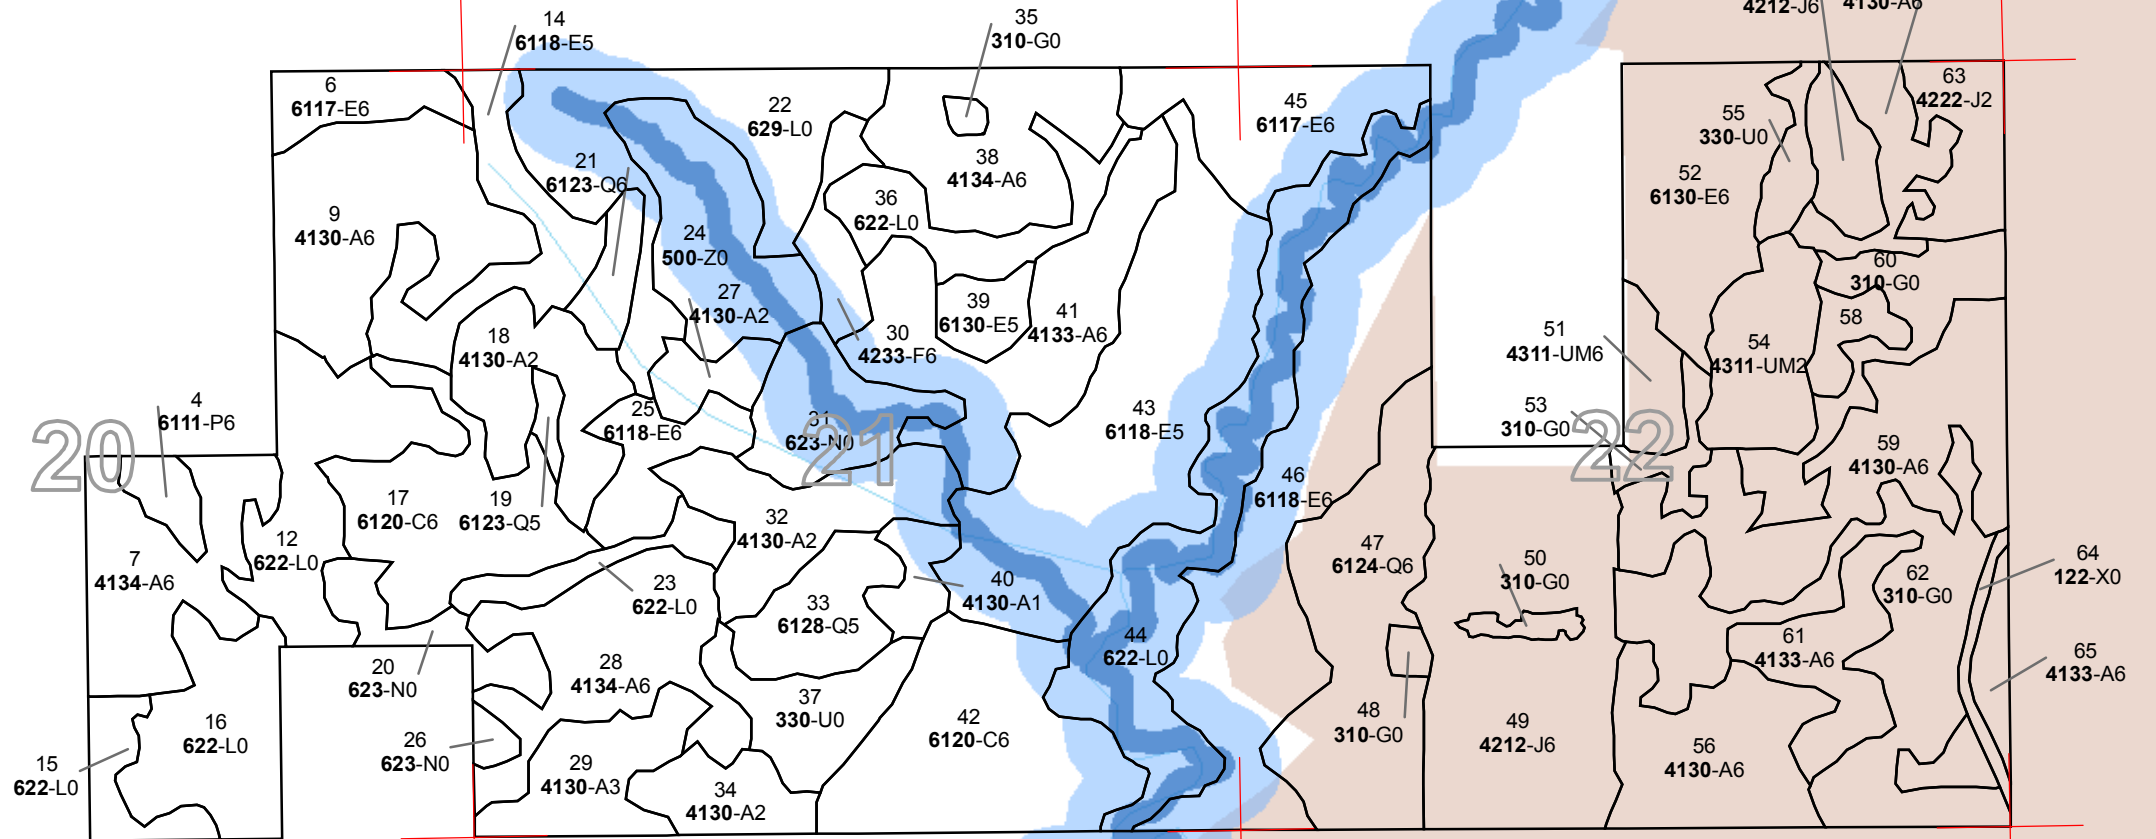 14
6118-E5
35
310-G0
4212-J6
4130-A6
6
6117-E6
22
629-L0
45
6117-E6
63
4222-J2
55
330-U0
21
6123-Q6
38
4134-A6
52
6130-E6
36
622-L0
9
4130-A6
24
500-Z0
60
310-G0
27
4130-A2
39
6130-E5
41
4133-A6
58
18
4130-A2
30
4233-F6
51
4311-UM6
54
4311-UM2
4
6111-P6
25
6118-E6
31
623-N0
43
6118-E5
53
310-G0
20
21
22
59
4130-A6
46
6118-E6
17
6120-C6
19
6123-Q5
32
4130-A2
12
622-L0
7
4134-A6
47
6124-Q6
50
310-G0
64
122-X0
23
622-L0
40
4130-A1
33
6128-Q5
62
310-G0
44
622-L0
61
4133-A6
65
4133-A6
20
623-N0
28
4134-A6
37
330-U0
16
622-L0
42
6120-C6
48
310-G0
49
4212-J6
26
623-N0
15
622-L0
29
4130-A3
56
4130-A6
34
4130-A2